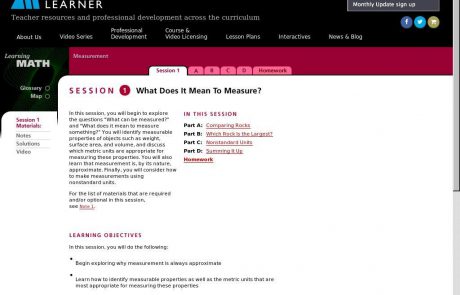 LEARNER
Monthly Update sign up
Teacher resources and professional development across the curriculum
About Us
Video Series
Professional
Development
Course &
Video Licensing
Lesson Plans
Interactives
News & Blog
Learning
MATH
Measurement
Glossary
Map
Session 1
A
B
C
D
Homework
SESSION 1 What Does It Mean To Measure?
Session 1
Materials:
Notes
Solutions
Video
In this session, you will begin to explore
the questions "What can be measured?"
and "What does it mean to measure
something?" You will identify measurable
properties of objects such as weight,
surface area, and volume, and discuss
which metric units are appropriate for
measuring these properties. You will also
learn that measurement is, by its nature,
approximate. Finally, you will consider how
to make measurements using
nonstandard units.
For the list of materials that are required
and/or optional in this session,
see Note 1.
IN THIS SESSION
Part A: Comparing Rocks
Part B: Which Rock Is the Largest?
Part C: Nonstandard Units
Part D: Summing It Up
Homework
LEARNING OBJECTIVES
In this session, you will do the following:
• Begin exploring why measurement is always approximate
• Learn how to identify measurable properties as well as the metric units that are
most appropriate for measuring these properties